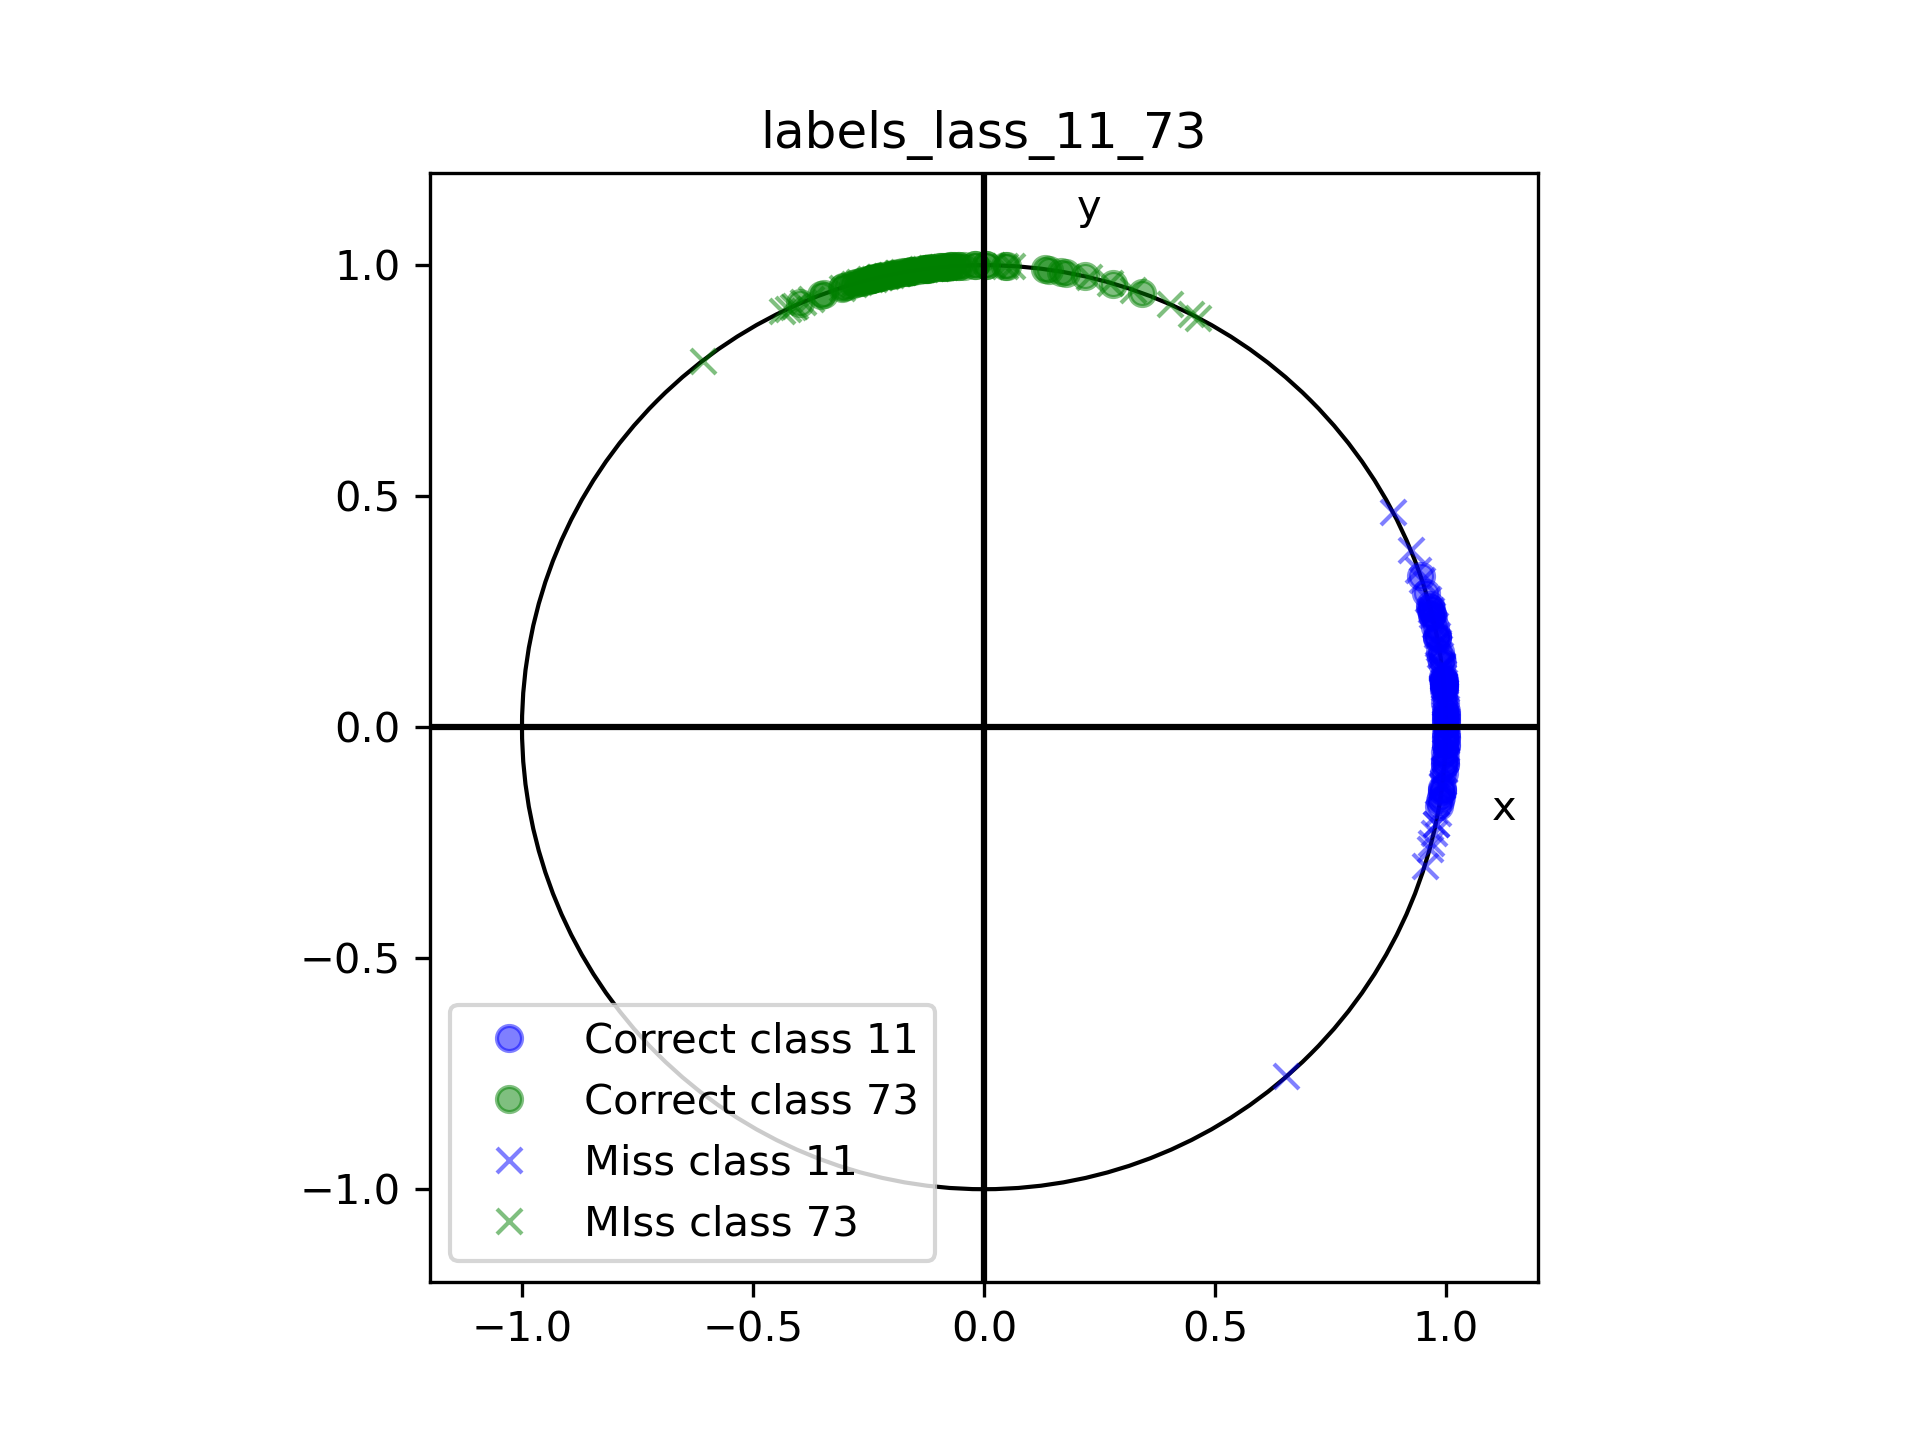 labels_lass_11_73
y
1.0
0.5
0.0
x
−0.5
−1.0
Correct class 11
Correct class 73
Miss class 11
MIss class 73
−1.0 −0.5 0.0 0.5 1.0